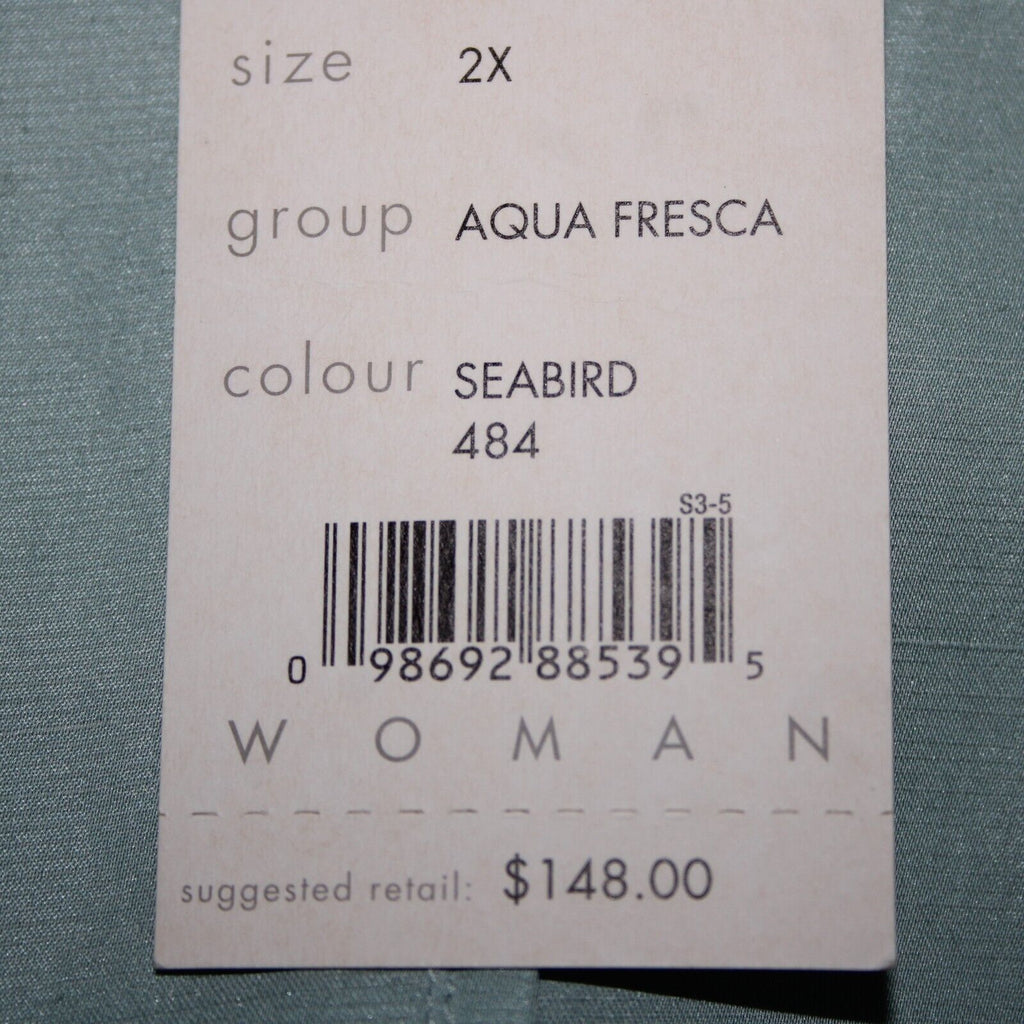 size 2X
group AQUA FRESCA
colour SEABIRD
484
S3-5
0 98692 88539 5
W O M A N
suggested retail: $148.00